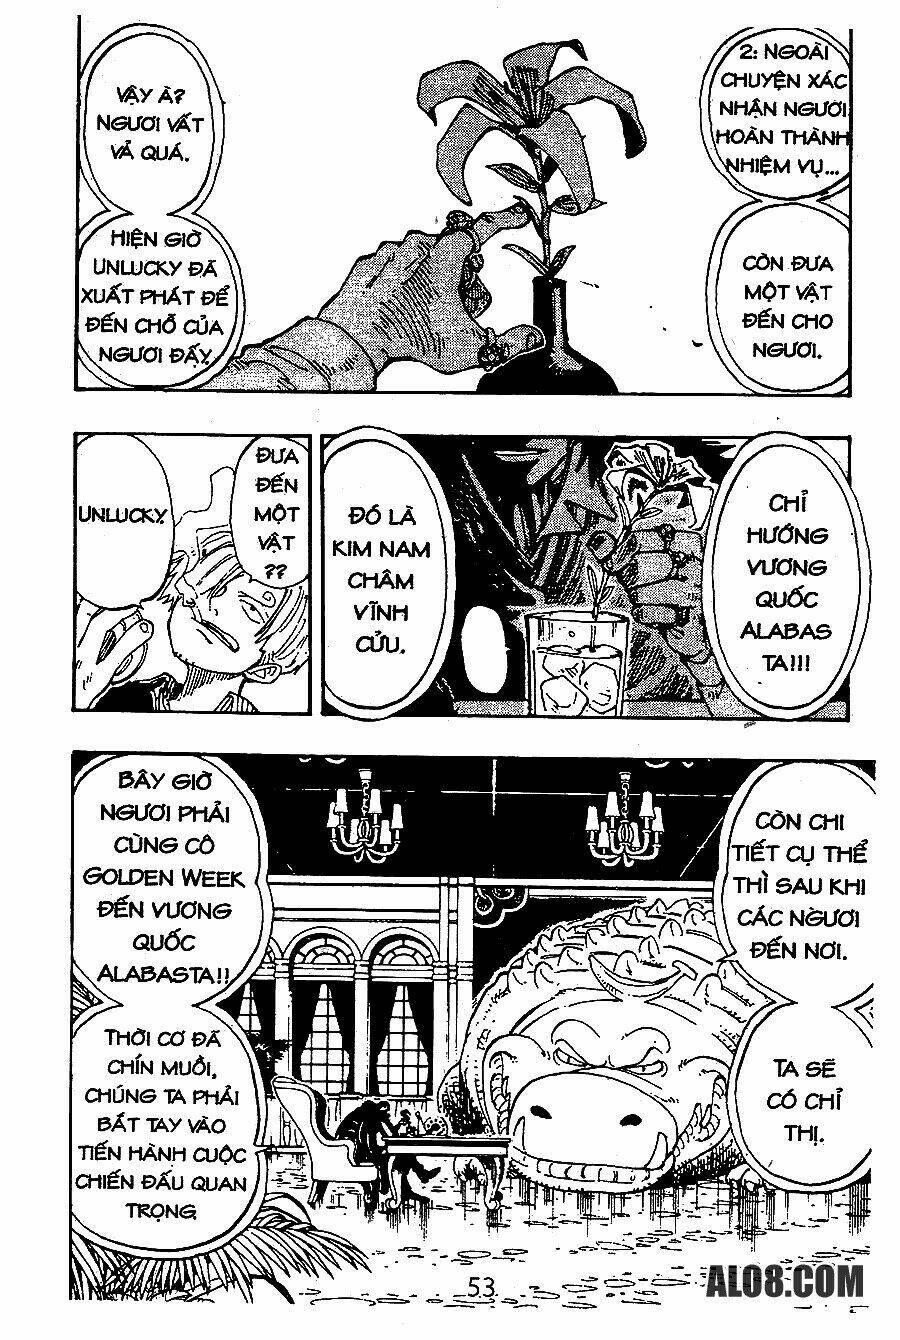 VẬY À?
NGƯƠI VẤT
VẢ QUÁ.
HIỆN GIỜ
UNLUCKY ĐÃ
XUẤT PHÁT ĐỂ
ĐẾN CHỖ CỦA
NGƯƠI ĐẤY.
2: NGOÀI
CHUYỆN XÁC
NHẬN NGƯƠI
HOÀN THÀNH
NHIỆM VỤ...
CÒN ĐƯA
MỘT VẬT
ĐẾN CHO
NGƯƠI.
UNLUCKY.
ĐƯA
ĐẾN
MỘT
VẬT
??
ĐÓ LÀ
KIM NAM
CHÂM
VĨNH
CỬU.
CHỈ
HƯỚNG
VƯƠNG
QUỐC
ALABAS
TA!!!
BÂY GIỜ
NGƯƠI PHẢI
CÙNG CÔ
GOLDEN WEEK
ĐẾN VƯƠNG
QUỐC
ALABASTA!!
THỜI CƠ ĐÃ
CHÍN MUỒI,
CHÚNG TA PHẢI
BẮT TAY VÀO
TIẾN HÀNH CUỘC
CHIẾN ĐẤU QUAN
TRỌNG
CÒN CHI
TIẾT CỤ THỂ
THÌ SAU KHI
CÁC NGƯƠI
ĐẾN NƠI.
TA SẼ
CÓ CHỈ
THỊ.
53
ALO8.COM